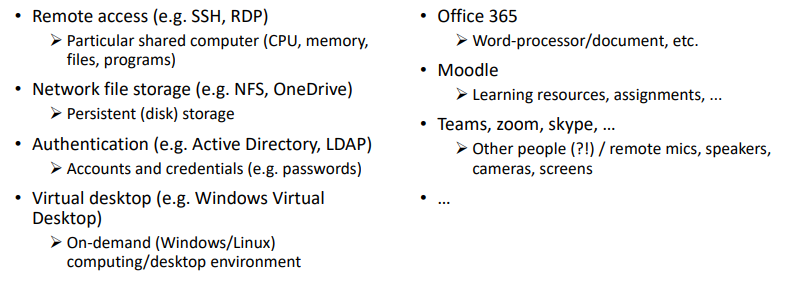 • Remote access (e.g. SSH, RDP)
➢ Particular shared computer (CPU, memory,
files, programs)
• Network file storage (e.g. NFS, OneDrive)
➢ Persistent (disk) storage
• Authentication (e.g. Active Directory, LDAP)
➢ Accounts and credentials (e.g. passwords)
• Virtual desktop (e.g. Windows Virtual
Desktop)
➢ On-demand (Windows/Linux)
computing/desktop environment
• Office 365
➢ Word-processor/document, etc.
• Moodle
➢ Learning resources, assignments, ...
• Teams, zoom, skype, ...
➢ Other people (?!) / remote mics, speakers,
cameras, screens
• ...